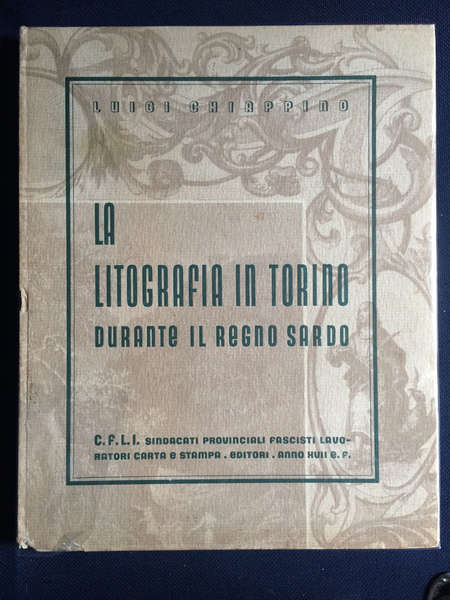 LUIGI CHIAPPINO
LA
LITOGRAFIA IN TORINO
DURANTE IL REGNO SARDO
C.F.L.I. SINDACATI PROVINCIALI FASCISTI LAVO-
RATORI CARTA E STAMPA . EDITORI . ANNO XVII E. F.